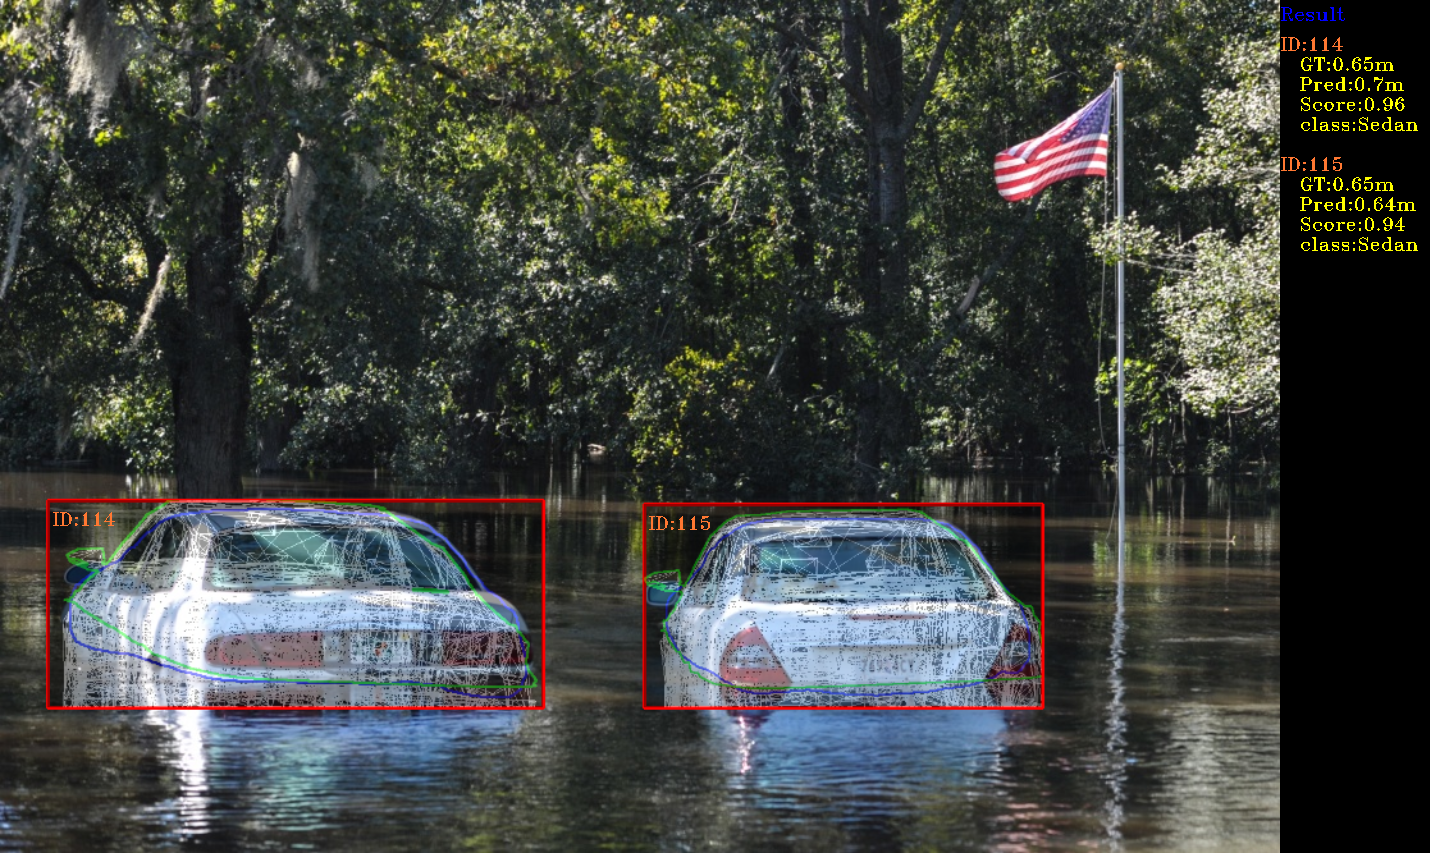 Result
ID:114
GT:0.65m
Pred:0.7m
Score:0.96
class:Sedan
ID:115
GT:0.65m
Pred:0.64m
Score:0.94
class:Sedan
ID:114
ID:115